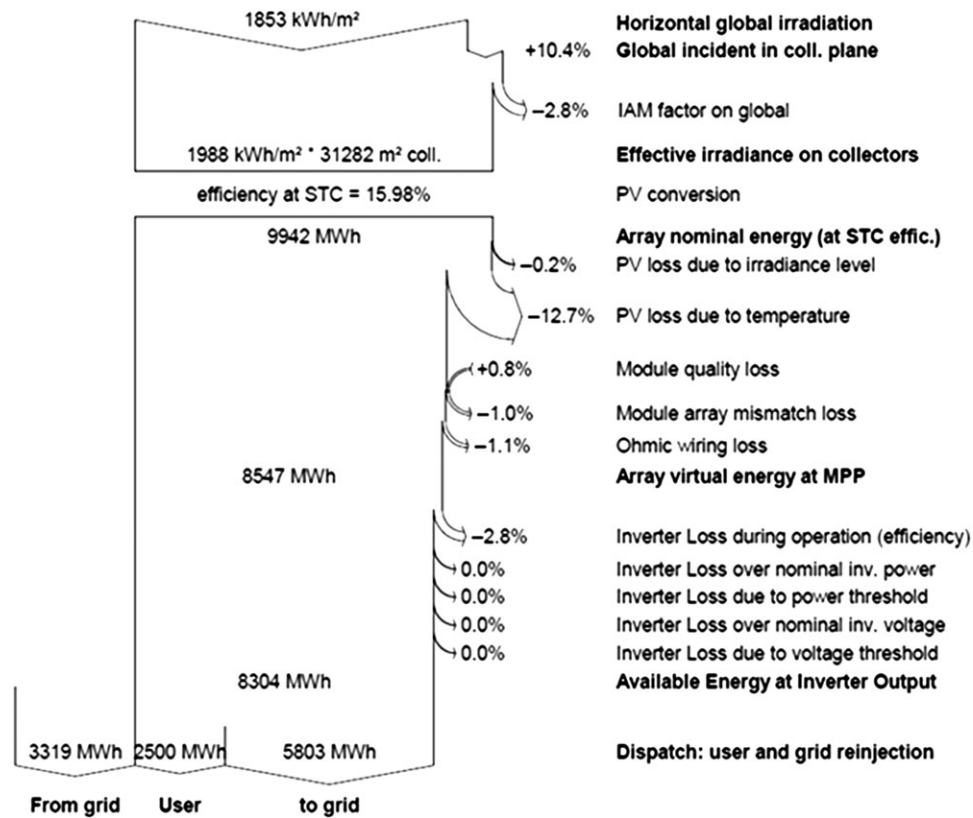 1853 kWh/m² Horizontal global irradiation
+10.4% Global incident in coll. plane
–2.8% IAM factor on global
1988 kWh/m² * 31282 m² coll. Effective irradiance on collectors
efficiency at STC = 15.98% PV conversion
9942 MWh Array nominal energy (at STC effic.)
–0.2% PV loss due to irradiance level
–12.7% PV loss due to temperature
+0.8% Module quality loss
–1.0% Module array mismatch loss
–1.1% Ohmic wiring loss
8547 MWh Array virtual energy at MPP
–2.8% Inverter Loss during operation (efficiency)
0.0% Inverter Loss over nominal inv. power
0.0% Inverter Loss due to power threshold
0.0% Inverter Loss over nominal inv. voltage
0.0% Inverter Loss due to voltage threshold
8304 MWh Available Energy at Inverter Output
3319 MWh 2500 MWh 5803 MWh Dispatch: user and grid reinjection
From grid User to grid